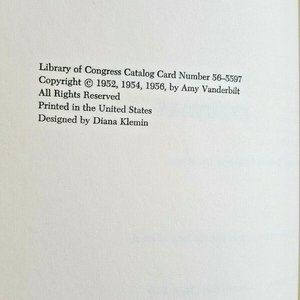 Library of Congress Catalog Card Number 56-5597
Copyright © 1952, 1954, 1956, by Amy Vanderbilt
All Rights Reserved
Printed in the United States
Designed by Diana Klemin